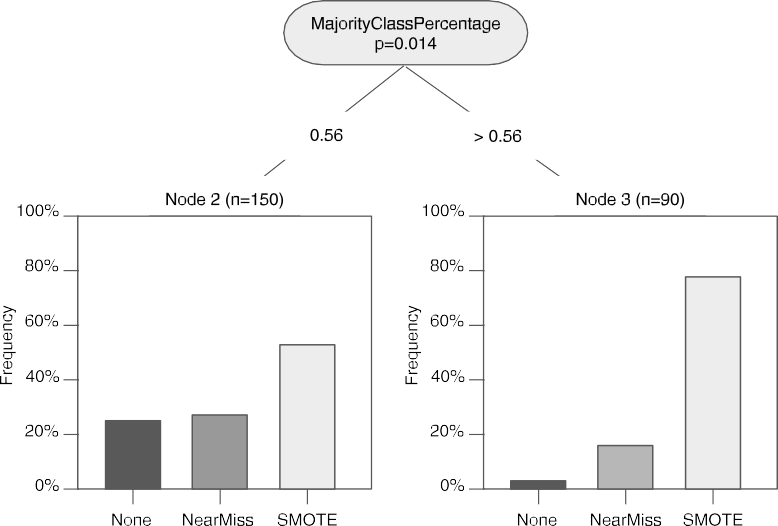 MajorityClassPercentage
p=0.014
0.56
> 0.56
Node 2 (n=150)
Node 3 (n=90)
Frequency
100%
80%
60%
40%
20%
0%
None NearMiss SMOTE
Frequency
100%
80%
60%
40%
20%
0%
None NearMiss SMOTE